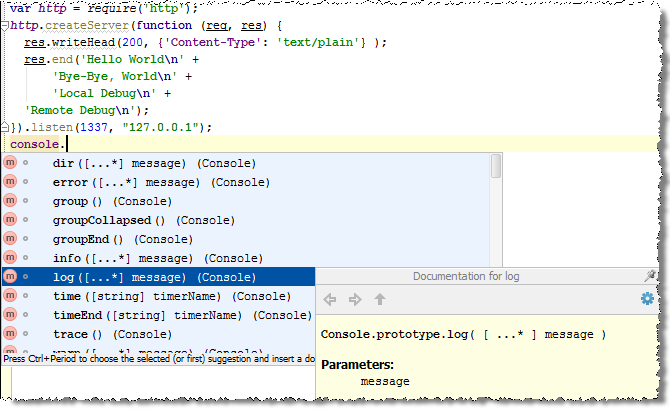 var http = require('http');
http.createServer(function (req, res) {
res.writeHead(200, {'Content-Type': 'text/plain'} );
res.end('Hello World\n' +
'Bye-Bye, World\n' +
'Local Debug\n' +
'Remote Debug\n');
}).listen(1337, "127.0.0.1");
console.
m dir([...*] message) (Console)
m error([...*] message) (Console)
m group() (Console)
m groupCollapsed() (Console)
m groupEnd() (Console)
m info([...*] message) (Console)
m log([...*] message) (Console)
m time([string] timerName) (Console)
m timeEnd([string] timerName) (Console)
m trace() (Console)
m warn([...*] message) (Console)
Press Ctrl+Period to choose the selected (or first) suggestion and insert a do
Documentation for log
Console.prototype.log( [ ...* ] message )
Parameters:
message